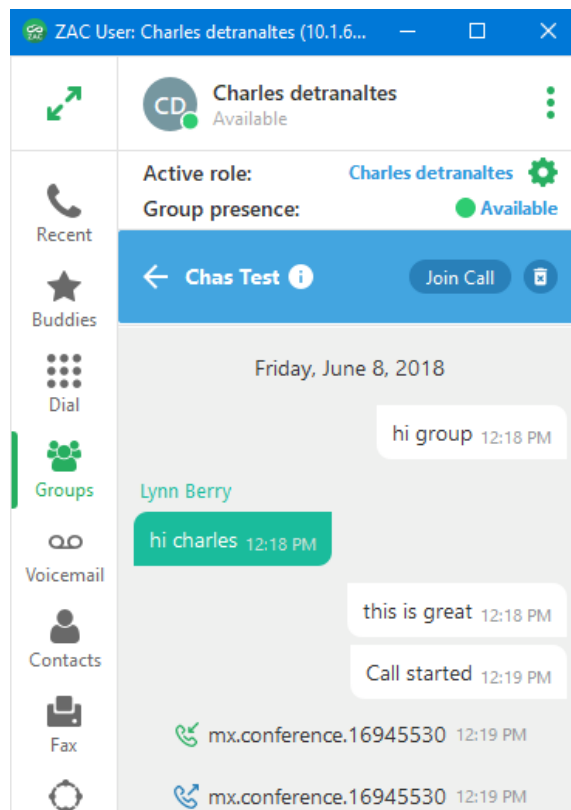 ZAC User: Charles detranaltes (10.1.6...
CD
Charles detranaltes
Available
Active role: Charles detranaltes
Group presence: Available
Recent
Buddies
Dial
Groups
Voicemail
Contacts
Fax
Chas Test Join Call
Friday, June 8, 2018
hi group 12:18 PM
Lynn Berry
hi charles 12:18 PM
this is great 12:18 PM
Call started 12:19 PM
mx.conference.16945530 12:19 PM
mx.conference.16945530 12:19 PM